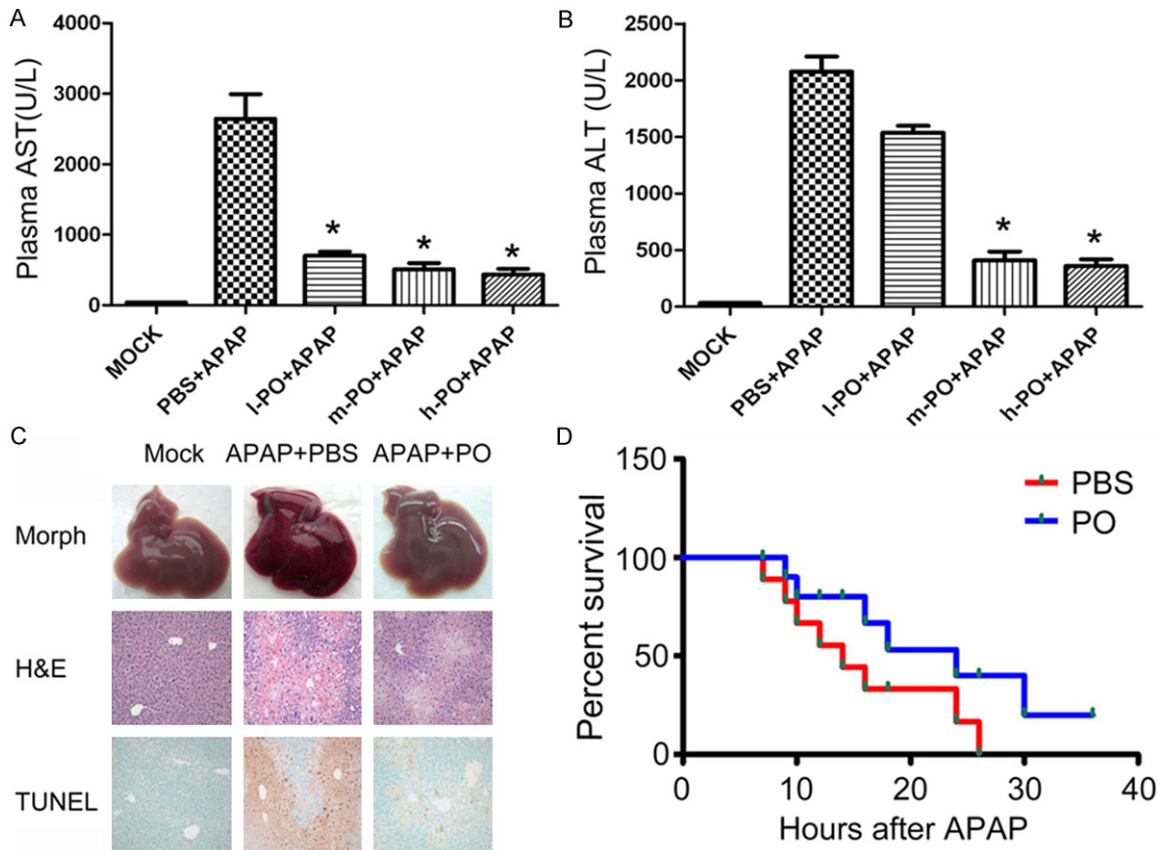 A
Plasma AST(U/L)
4000
3000
2000
1000
0
*
*
*
MOCK
PBS+APAP
l-PO+APAP
m-PO+APAP
h-PO+APAP
B
Plasma ALT (U/L)
2500
2000
1500
1000
500
0
*
*
MOCK
PBS+APAP
l-PO+APAP
m-PO+APAP
h-PO+APAP
C
Mock APAP+PBS APAP+PO
Morph
H&E
TUNEL
D
Percent survival
150
100
50
0
PBS
PO
0 10 20 30 40
Hours after APAP